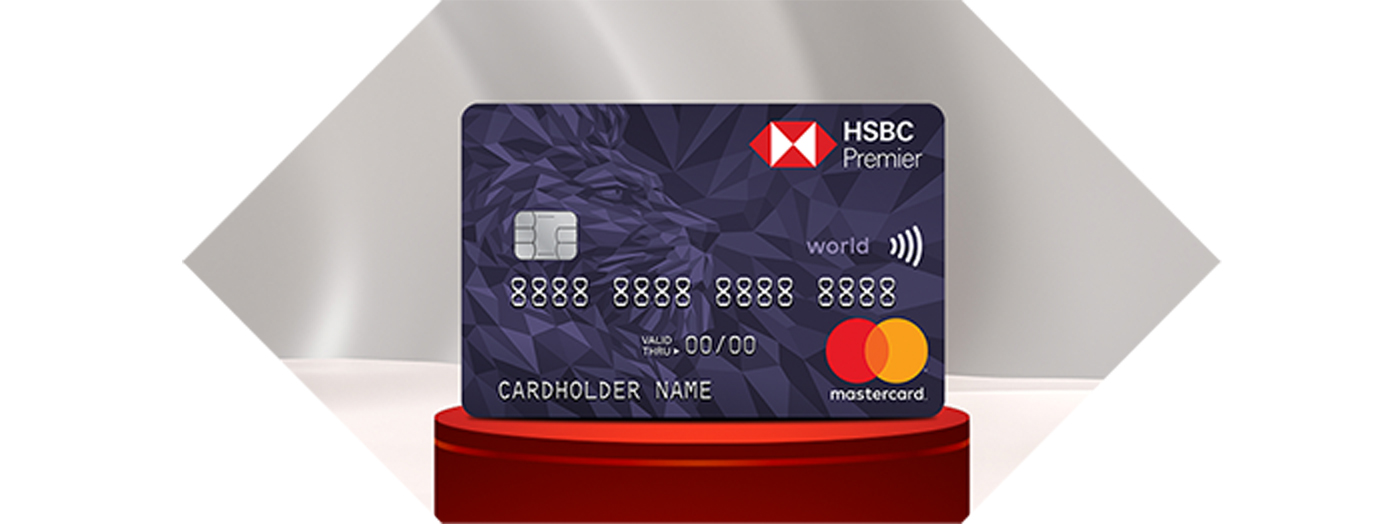 HSBC
Premier
world
8888 8888 8888 8888
VALID
THRU ▸ 00/00
CARDHOLDER NAME
mastercard.